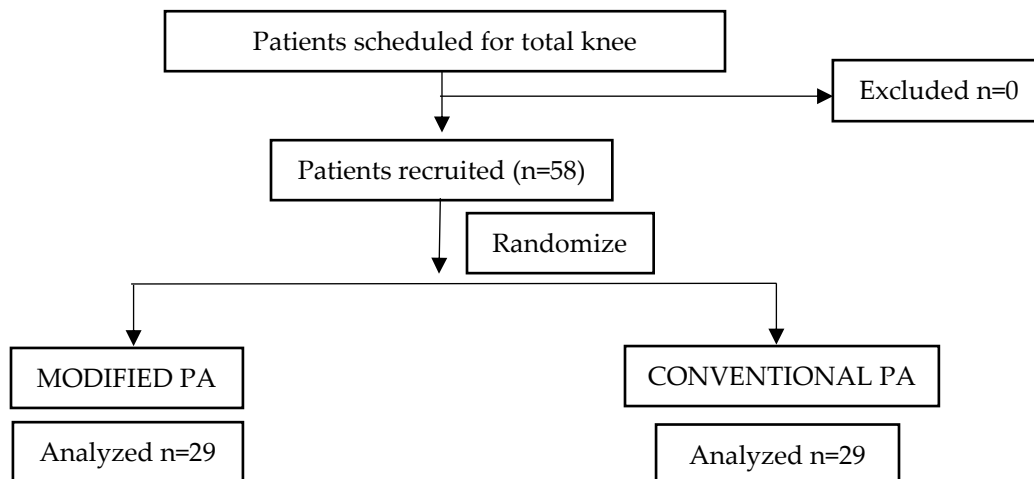 Patients scheduled for total knee
Excluded n=0
Patients recruited (n=58)
Randomize
MODIFIED PA
CONVENTIONAL PA
Analyzed n=29
Analyzed n=29